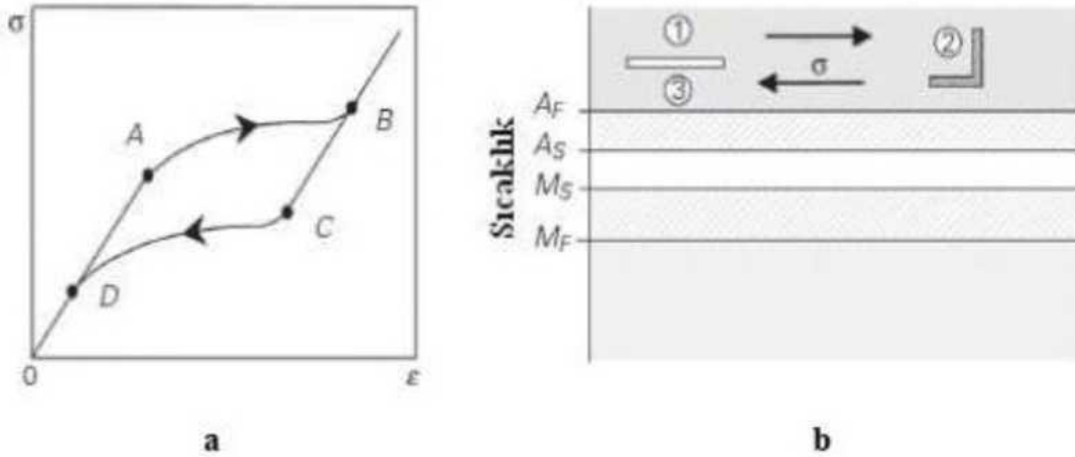 σ
A
B
C
D
0
ε
a
Sıcaklık
A_F
A_S
M_S
M_F
①
②
③
σ
b